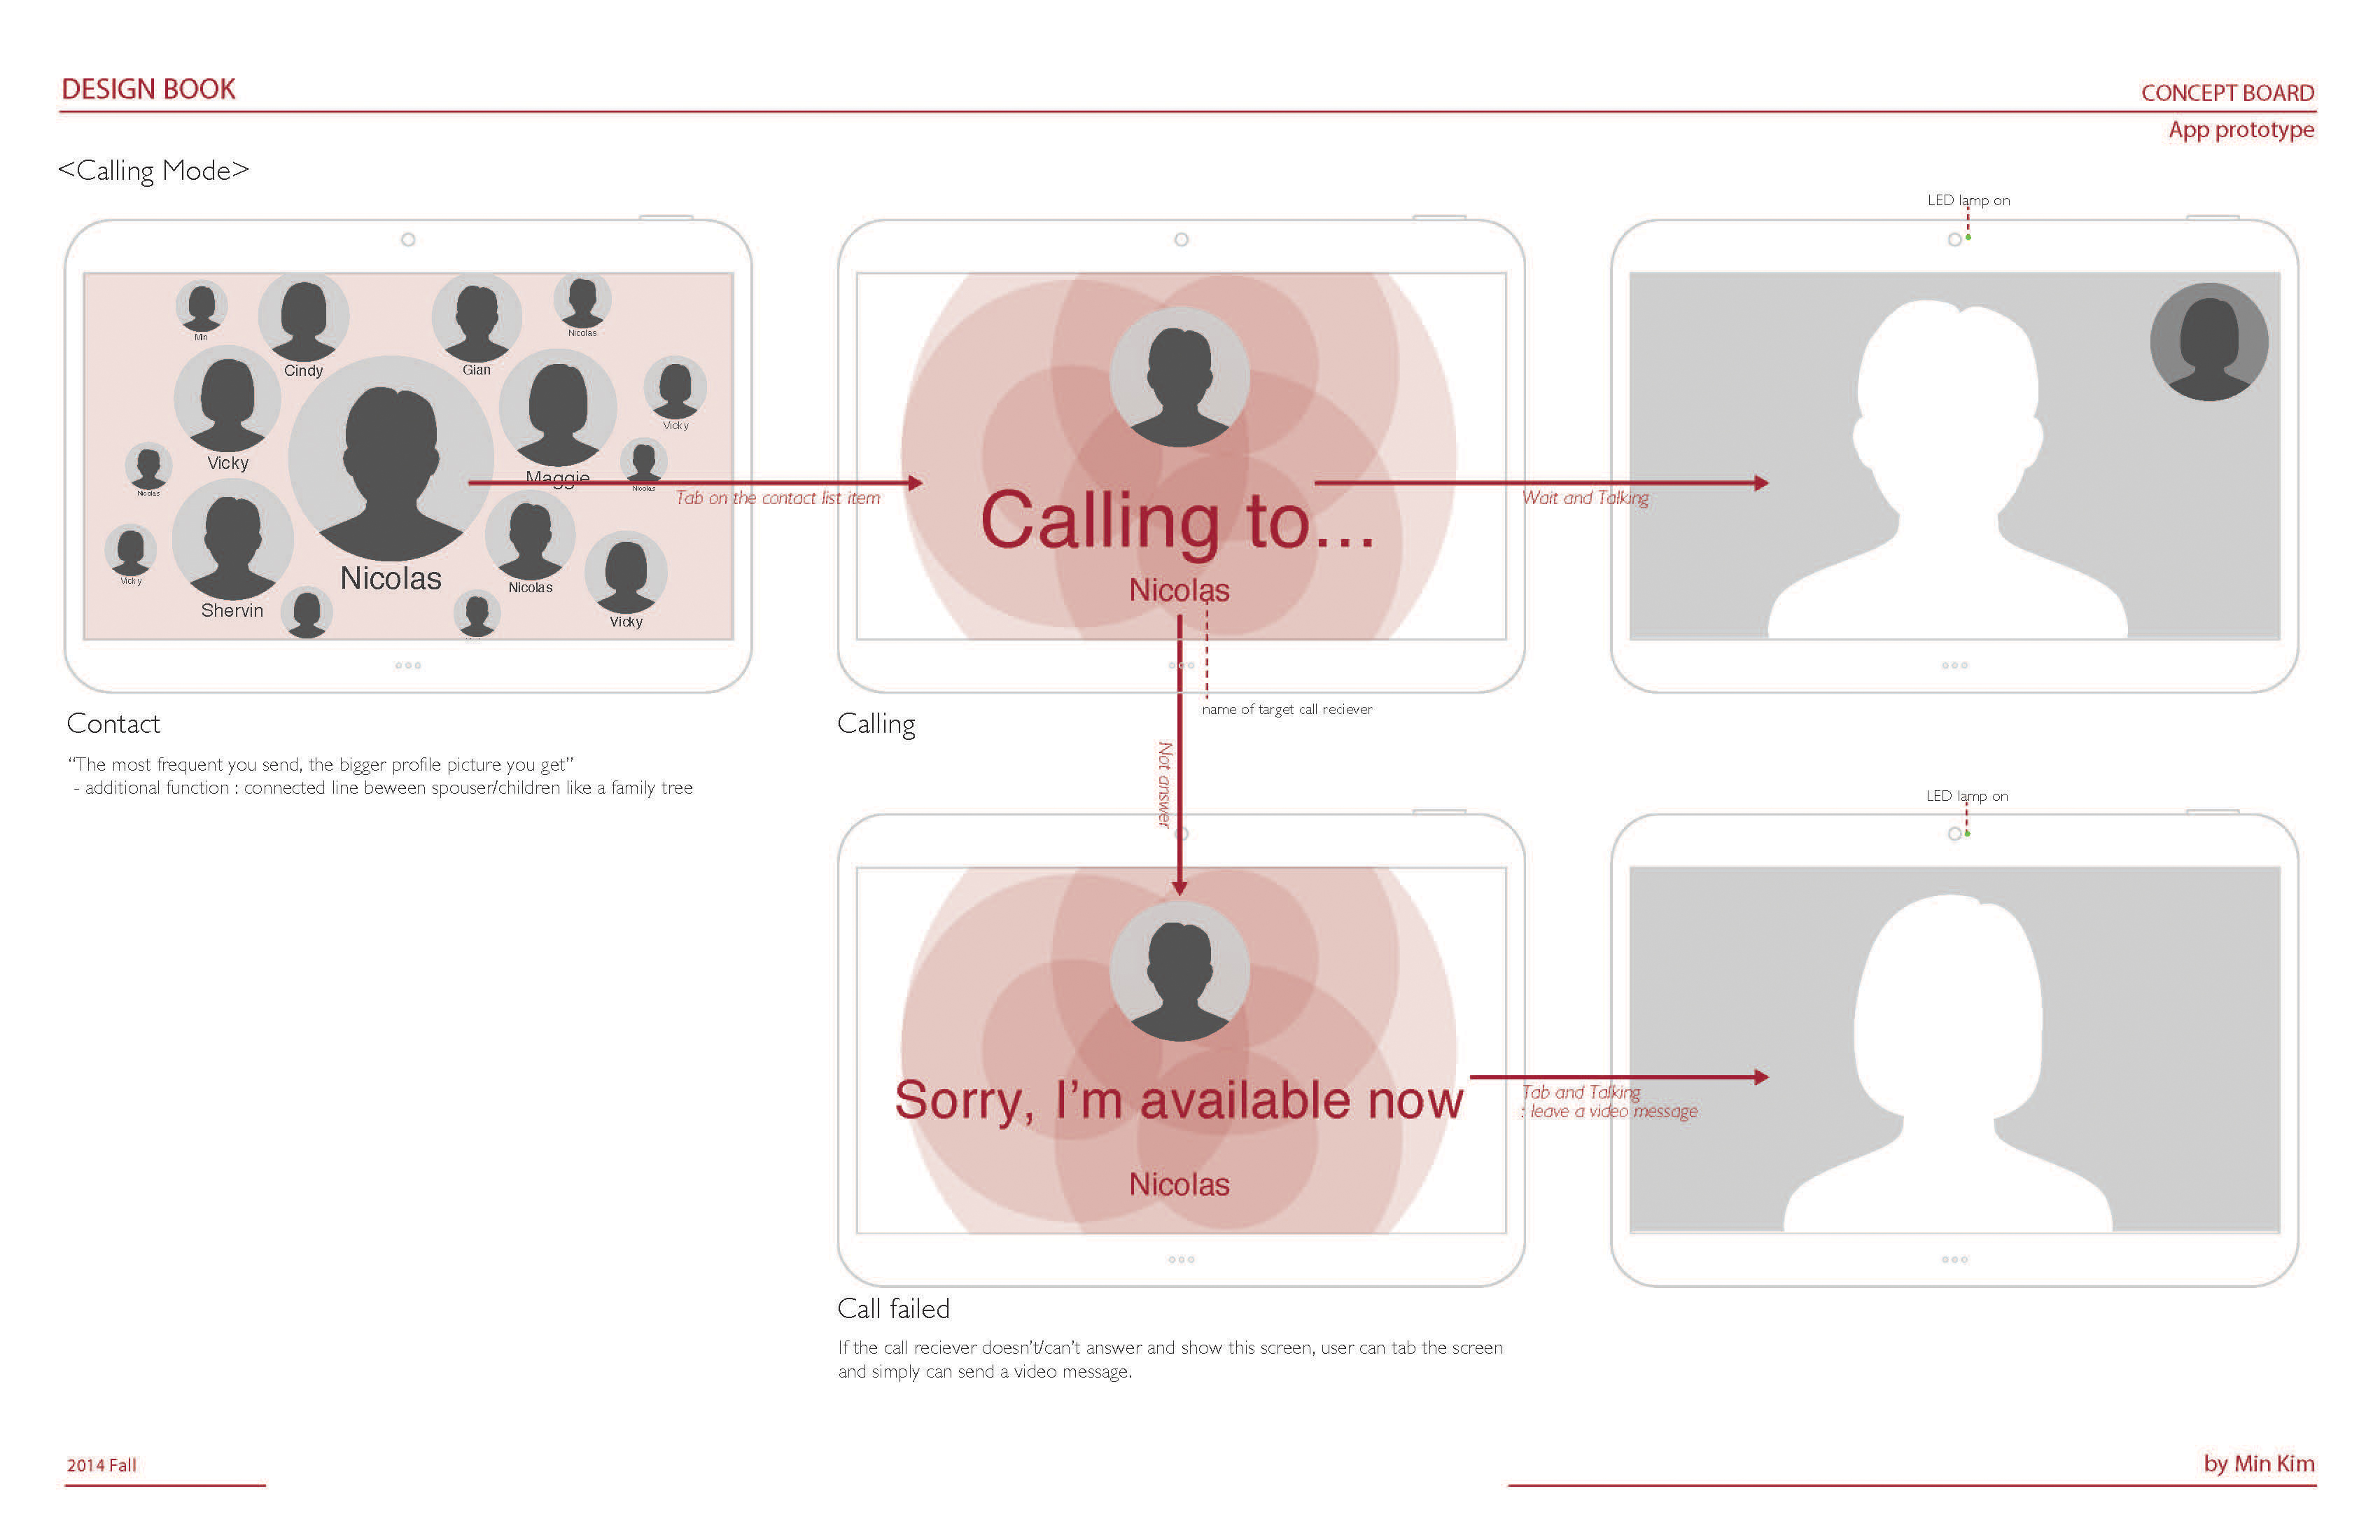 DESIGN BOOK
CONCEPT BOARD
App prototype
<Calling Mode>
LED lamp on
Min
Cindy
Gian
Nicolas
Vicky
Maggie
Vicky
Nicolas
Nicolas
Vicky
Shervin
Nicolas
Nicolas
Vicky
Tab on the contact list item
Calling to...
Nicolas
Wait and Talking
name of target call reciever
Contact
“The most frequent you send, the bigger profile picture you get”
- additional function : connected line beween spouser/children like a family tree
Calling
Not answer
LED lamp on
Sorry, I'm available now
Nicolas
Tab and Talking
: leave a video message
Call failed
If the call reciever doesn't/can't answer and show this screen, user can tab the screen
and simply can send a video message.
2014 Fall
by Min Kim